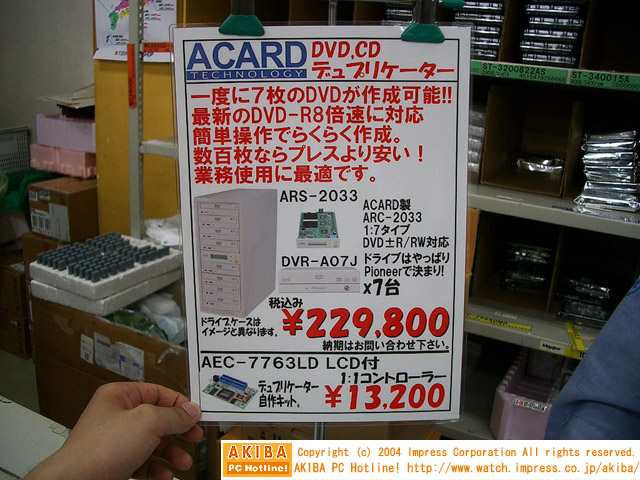 ACARD
TECHNOLOGY
DVD,CD
デュプリケーター
一度に7枚のDVDが作成可能!!
最新のDVD-R8倍速に対応
簡単操作でらくらく作成。
数百枚ならプレスより安い！
業務使用に最適です。
ARS-2033
ACARD製
ARC-2033
1:7タイプ
DVD±R/RW対応
DVR-A07J
ドライブはやっぱり
Pioneerで決まり!
x7台
ドライブケースは
イメージと異なります。
税込み
¥229,800
納期はお問い合わせ下さい。
AEC-7763LD LCD付
1:1コントローラー
デュプリケーター
自作キット。
¥13,200
ST-3200822AS
ST-340015A
AKIBA
PC Hotline!
Copyright (c) 2004 Impress Corporation All rights reserved.
AKIBA PC Hotline! http://www.watch.impress.co.jp/akiba/